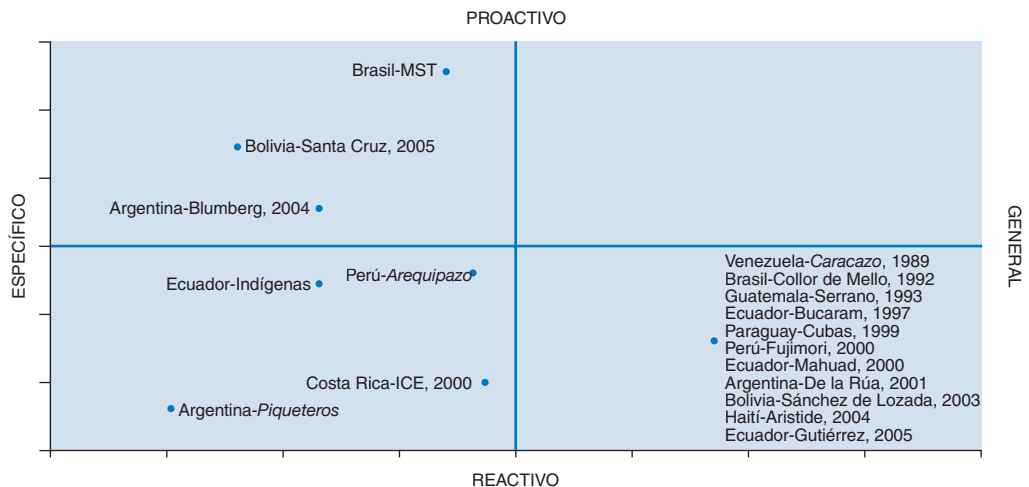 PROACTIVO
Brasil-MST
Bolivia-Santa Cruz, 2005
Argentina-Blumberg, 2004
ESPECÍFICO
GENERAL
Ecuador-Indígenas
Perú-Arequipazo
Costa Rica-ICE, 2000
Argentina-Piqueteros
Venezuela-Caracazo, 1989
Brasil-Collor de Mello, 1992
Guatemala-Serrano, 1993
Ecuador-Bucaram, 1997
Paraguay-Cubas, 1999
Perú-Fujimori, 2000
Ecuador-Mahuad, 2000
Argentina-De la Rúa, 2001
Bolivia-Sánchez de Lozada, 2003
Haití-Aristide, 2004
Ecuador-Gutiérrez, 2005
REACTIVO